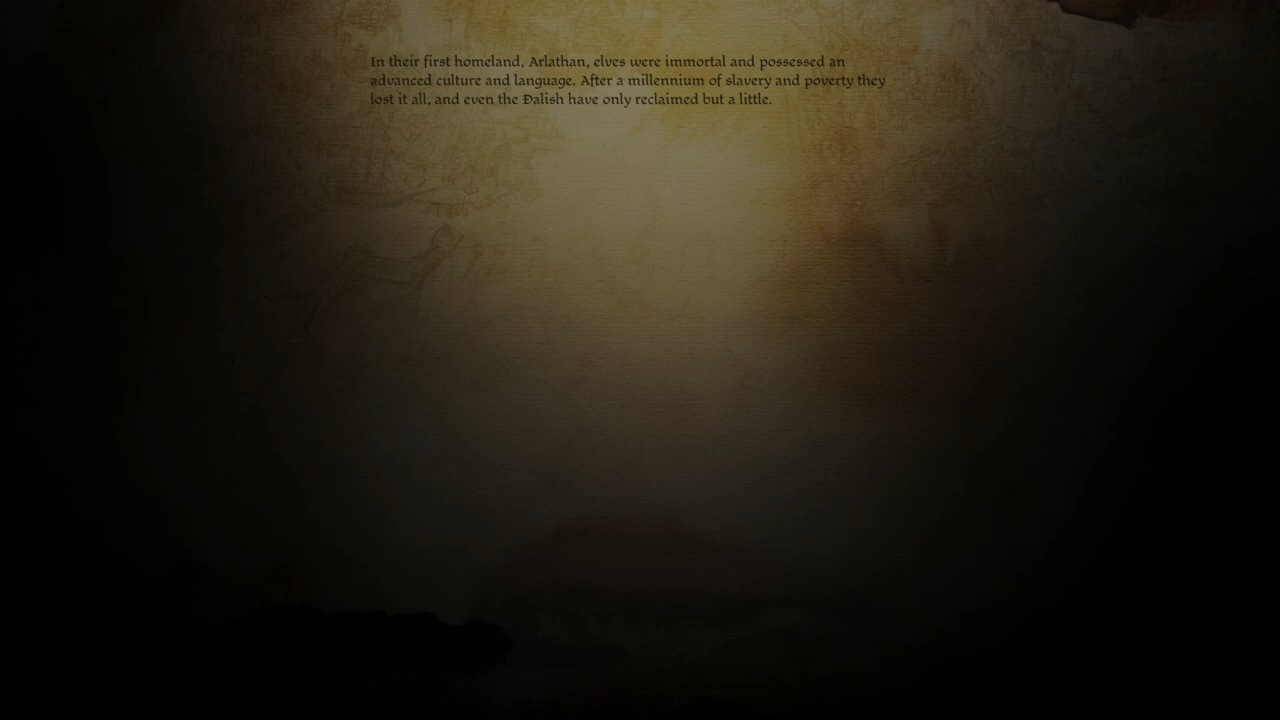 In their first homeland, Arlathan, elves were immortal and possessed an
advanced culture and language. After a millennium of slavery and poverty they
lost it all, and even the Dalish have only reclaimed but a little.